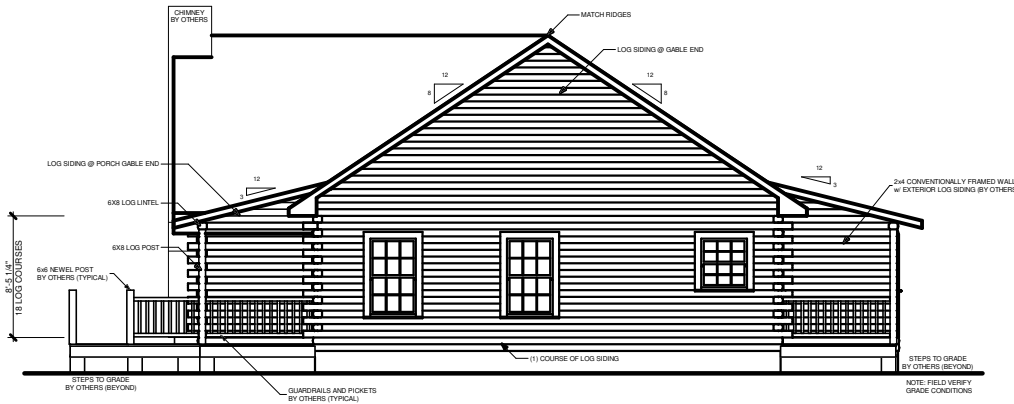 CHIMNEY
BY OTHERS
MATCH RIDGES
LOG SIDING @ GABLE END
12
8
12
8
LOG SIDING @ PORCH GABLE END
12
3
12
3
2x4 CONVENTIONALLY FRAMED WALL
w/ EXTERIOR LOG SIDING (BY OTHERS
6X8 LOG LINTEL
6X8 LOG POST
6x6 NEWEL POST
BY OTHERS (TYPICAL)
8'-5 1/4"
18 LOG COURSES
(1) COURSE OF LOG SIDING
STEPS TO GRADE
BY OTHERS (BEYOND)
STEPS TO GRADE
BY OTHERS (BEYOND)
GUARDRAILS AND PICKETS
BY OTHERS (TYPICAL)
NOTE: FIELD VERIFY
GRADE CONDITIONS